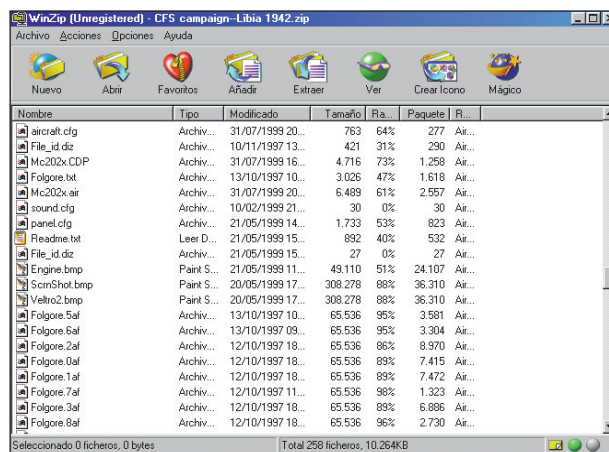 WinZip (Unregistered) - CFS campaign--Libia 1942.zip
Archivo Acciones Opciones Ayuda
Nuevo Abrir Favoritos Añadir Extraer Ver Crear Icono Mágico
Nombre Tipo Modificado Tamaño Ra... Paquete R...
aircraft.cfg Archiv... 31/07/1999 20... 763 64% 277 Air...
File_id.diz Archiv... 10/11/1997 13... 421 31% 290 Air...
Mc202x.CDP Archiv... 31/07/1999 16... 4.716 73% 1.258 Air...
Folgore.txt Archiv... 13/10/1997 10... 3.026 47% 1.618 Air...
Mc202x.air Archiv... 31/07/1999 20... 6.489 61% 2.557 Air...
sound.cfg Archiv... 10/02/1999 21... 30 0% 30 Air...
panel.cfg Archiv... 21/05/1999 14... 1.733 53% 823 Air...
Readme.txt Leer D... 21/05/1999 15... 892 40% 532 Air...
File_id.diz Archiv... 21/05/1999 15... 27 0% 27 Air...
Engine.bmp Paint S... 21/05/1999 11... 49.110 51% 24.107 Air...
ScrnShot.bmp Paint S... 20/05/1999 17... 308.278 88% 36.310 Air...
Veltro2.bmp Paint S... 20/05/1999 17... 308.278 88% 36.310 Air...
Folgore.5af Archiv... 13/10/1997 10... 65.536 95% 3.581 Air...
Folgore.6af Archiv... 13/10/1997 09... 65.536 95% 3.304 Air...
Folgore.2af Archiv... 12/10/1997 18... 65.536 86% 8.970 Air...
Folgore.0af Archiv... 12/10/1997 18... 65.536 89% 7.415 Air...
Folgore.1af Archiv... 12/10/1997 18... 65.536 89% 7.472 Air...
Folgore.7af Archiv... 12/10/1997 11... 65.536 98% 1.323 Air...
Folgore.3af Archiv... 12/10/1997 18... 65.536 89% 6.886 Air...
Folgore.8af Archiv... 12/10/1997 18... 65.536 96% 2.730 Air...
Seleccionado 0 ficheros, 0 bytes Total 258 ficheros, 10.264KB